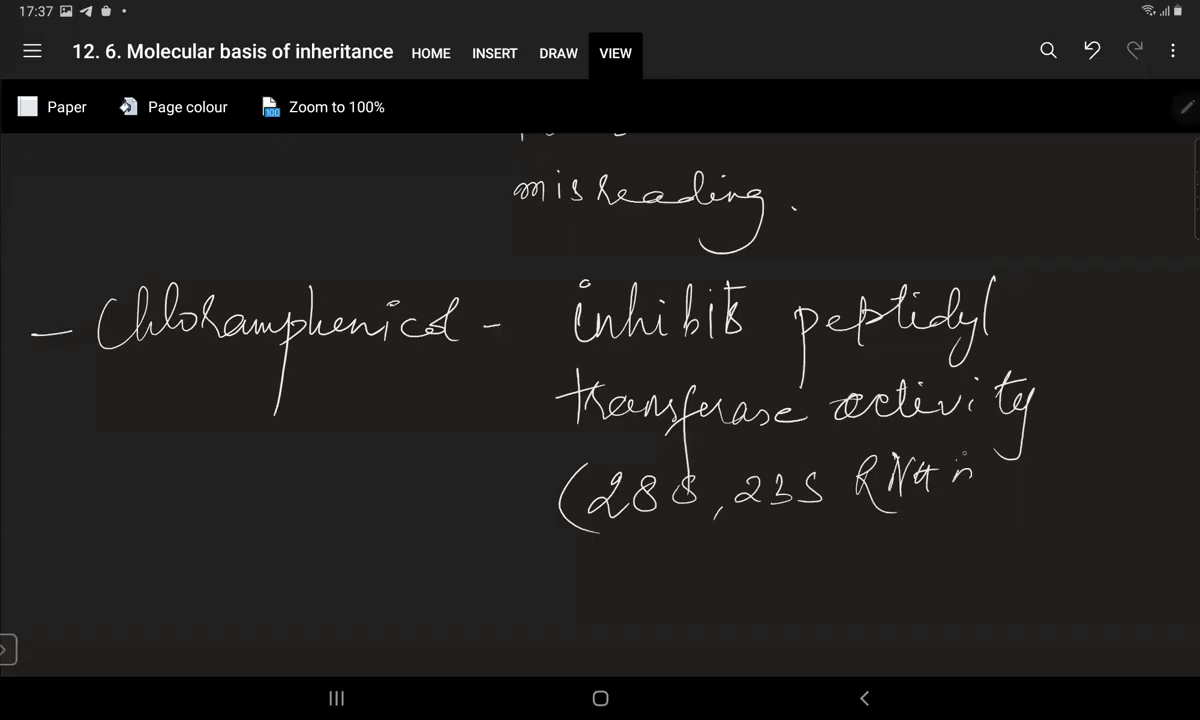 17:37
12. 6. Molecular basis of inheritance HOME INSERT DRAW VIEW
Paper Page colour Zoom to 100%
misreading.
- Chloramphenicol - inhibits peptidyl
transferase activity
(28S, 23S RNA in